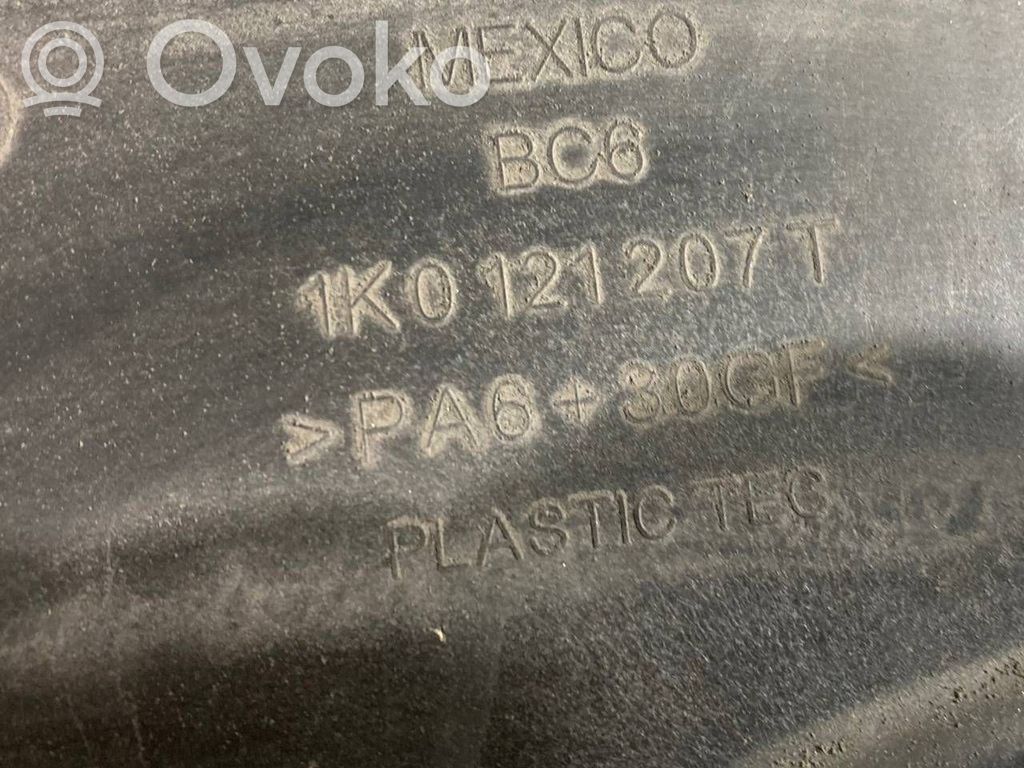 © Ovoko
MEXICO
BC6
1K0 121 207 T
>PA6+30GF<
PLASTIC TEC